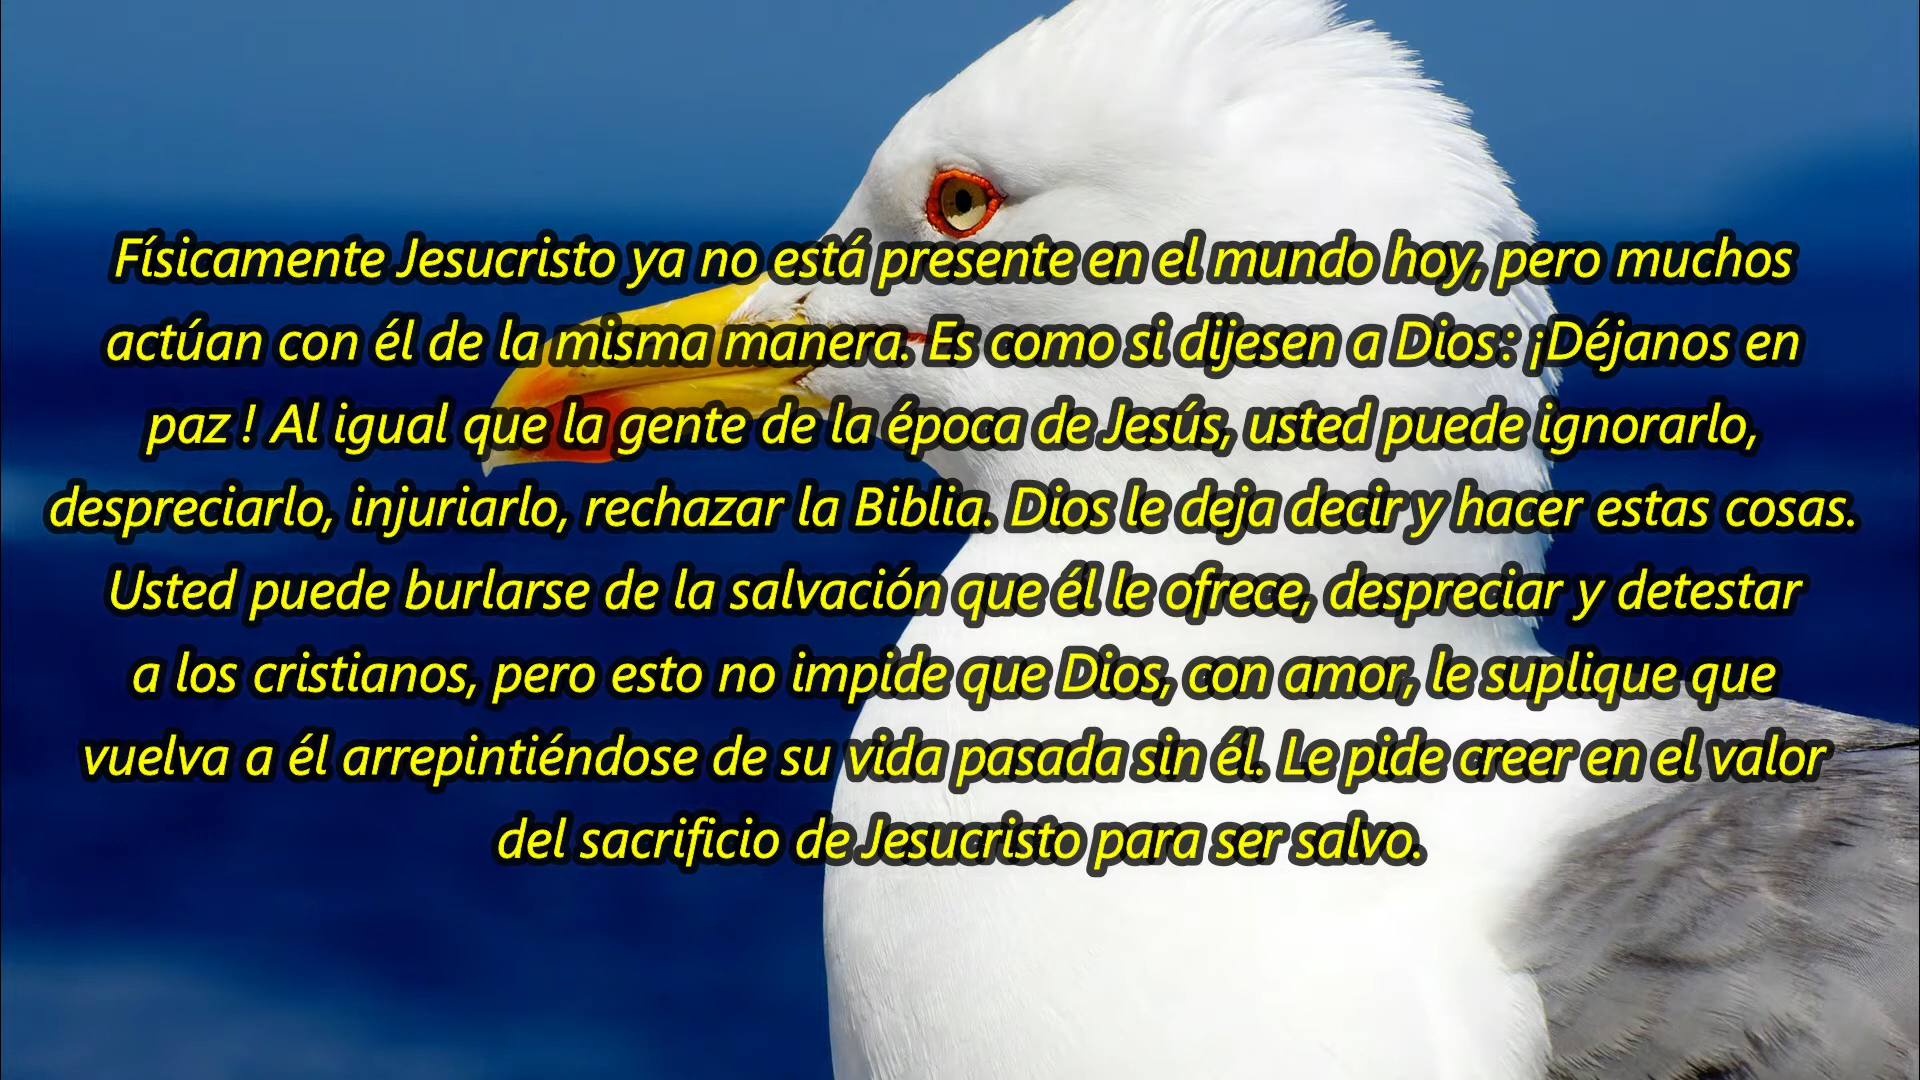 Físicamente Jesucristo ya no está presente en el mundo hoy, pero muchos
actúan con él de la misma manera. Es como si dijesen a Dios: ¡Déjanos en
paz ! Al igual que la gente de la época de Jesús, usted puede ignorarlo,
despreciarlo, injuriarlo, rechazar la Biblia. Dios le deja decir y hacer estas cosas.
Usted puede burlarse de la salvación que él le ofrece, despreciar y detestar
a los cristianos, pero esto no impide que Dios, con amor, le suplique que
vuelva a él arrepintiéndose de su vida pasada sin él. Le pide creer en el valor
del sacrificio de Jesucristo para ser salvo.